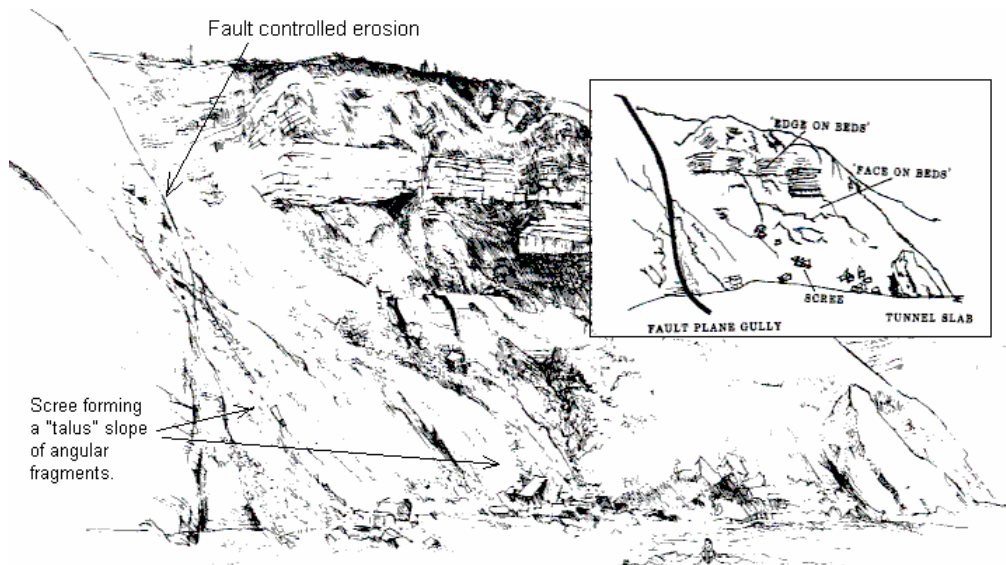 Fault controlled erosion
'EDGE ON BEDS'
'FACE ON BEDS'
SCREE
FAULT PLANE GULLY
TUNNEL SLAB
Scree forming
a "talus" slope
of angular
fragments.